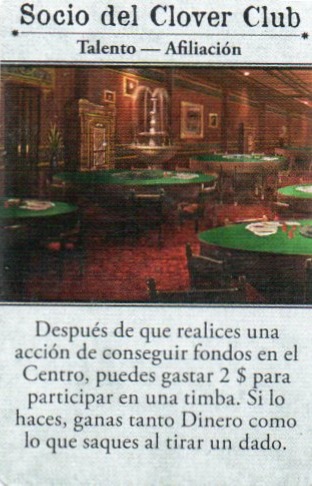 Socio del Clover Club
Talento — Afiliación
Después de que realices una
acción de conseguir fondos en el
Centro, puedes gastar 2 $ para
participar en una timba. Si lo
haces, ganas tanto Dinero como
lo que saques al tirar un dado.